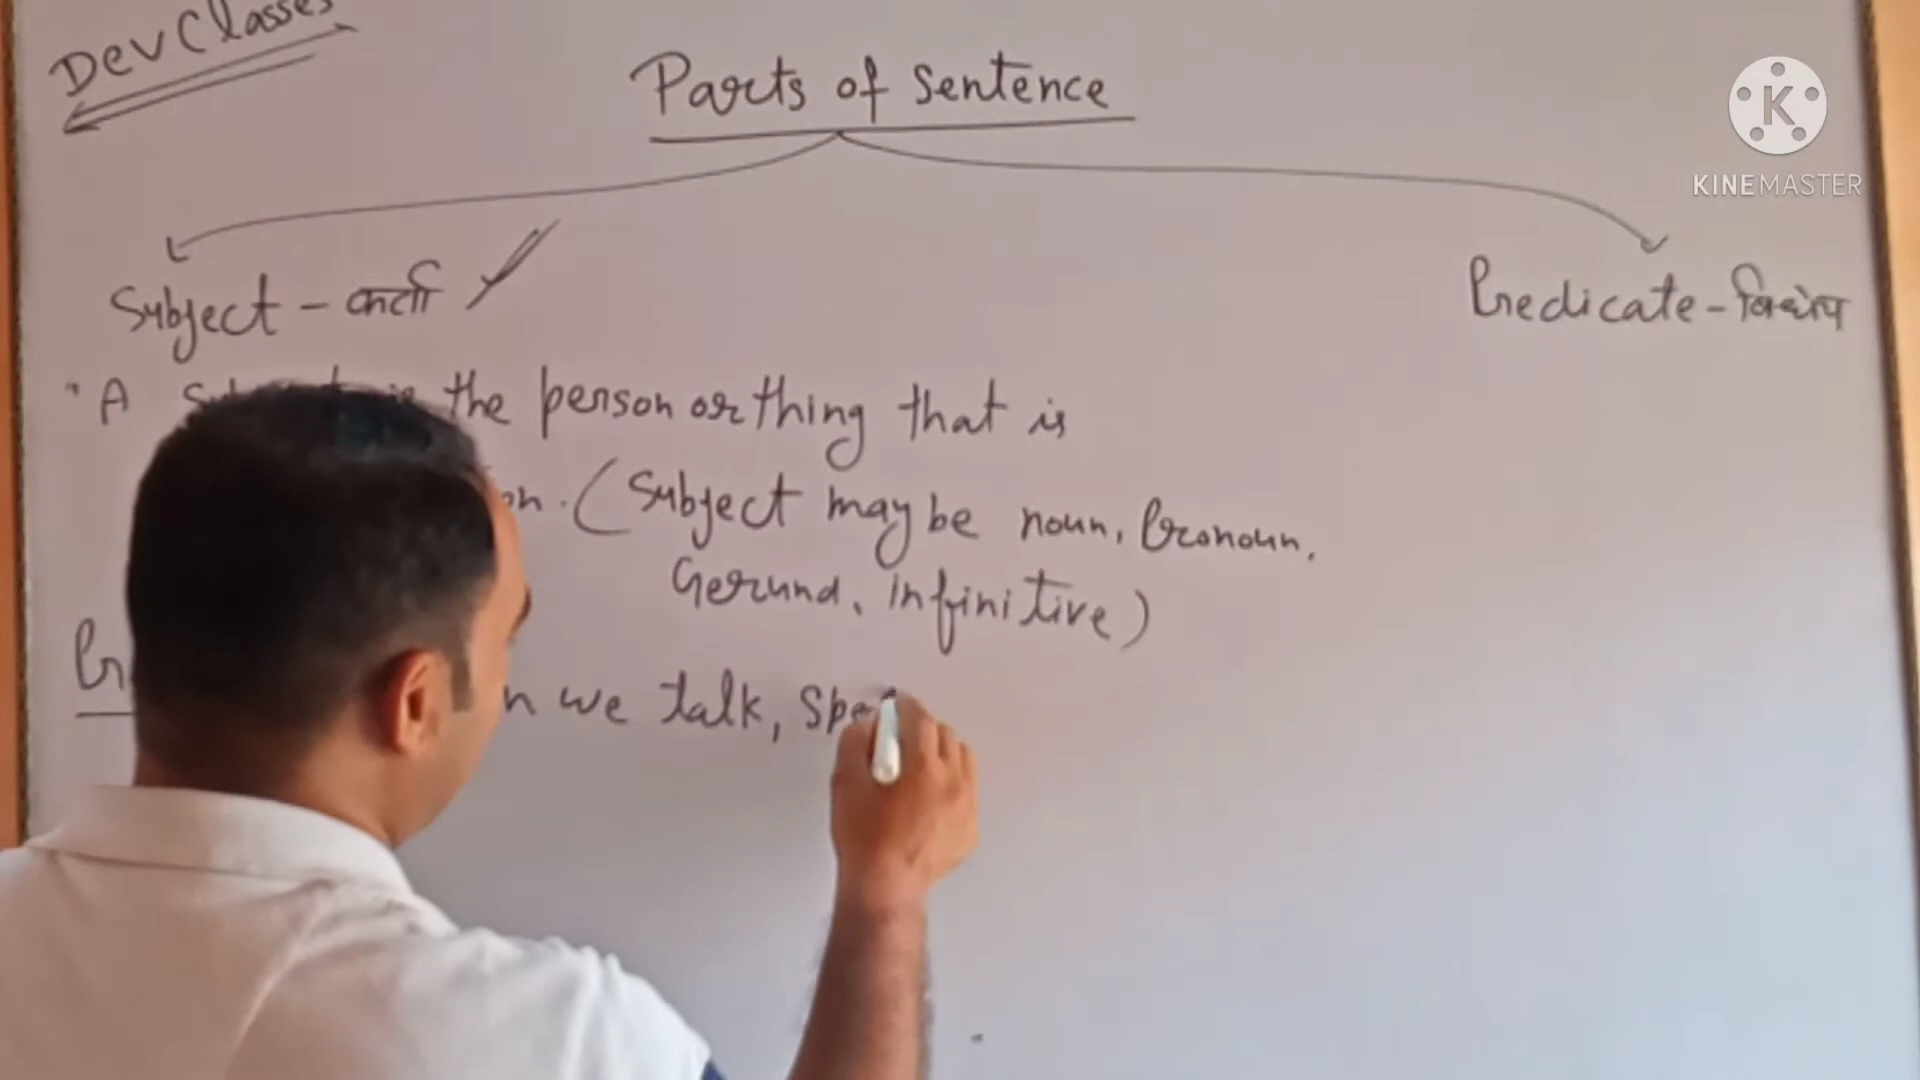 Dev Classes
Parts of Sentence
K
KINEMASTER
Subject - कर्ता
Predicate - विधेय
"A is the person or thing that is
(Subject may be noun, Pronoun,
Gerund, infinitive)
we talk, Spe